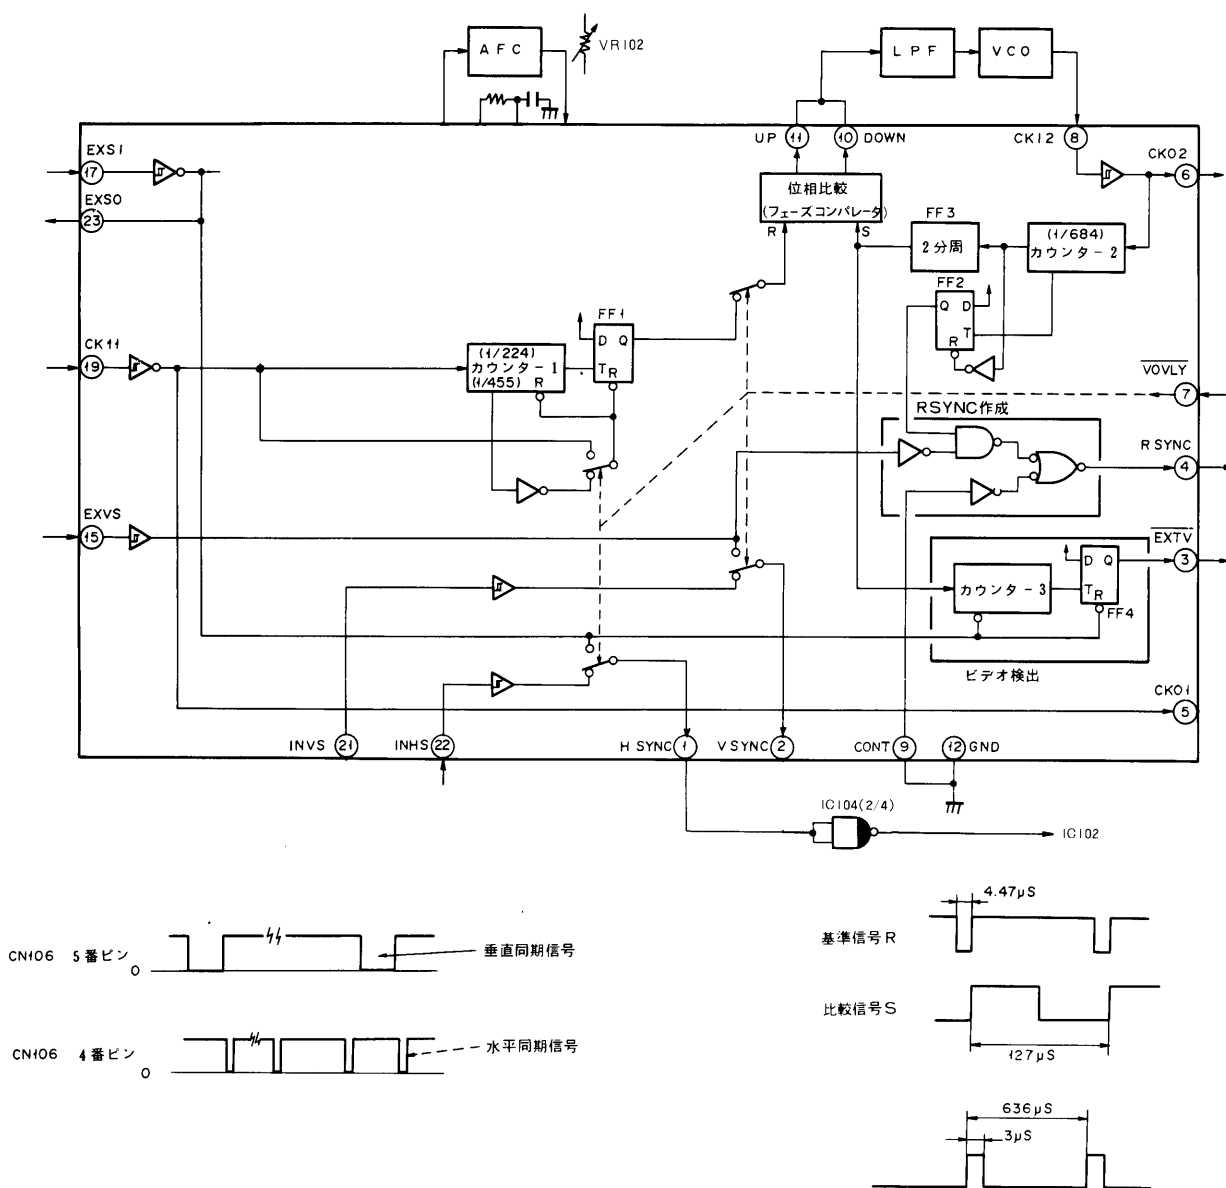 AFC
VR102
LPF
VCO
UP
11
10
DOWN
CKI2
8
EXSI
17
EXSO
23
位相比較
(フェーズコンパレータ)
R
S
FF3
2分周
(1/684)
カウンター2
CKO2
6
FF2
Q
D
T
R
FF1
D
Q
T
R
CK11
19
(1/224)
カウンター1
(1/455)
R
VOVLY
7
RSYNC作成
R SYNC
4
EXVS
15
EXTV
3
カウンター3
D
Q
T
R
FF4
ビデオ検出
CKO1
5
INVS
21
INHS
22
H SYNC
1
V SYNC
2
CONT
9
12
GND
IC104(2/4)
IC102
CN106 5番ピン
0
垂直同期信号
CN106 4番ピン
0
水平同期信号
4.47μS
基準信号R
比較信号S
127μS
636μS
3μS